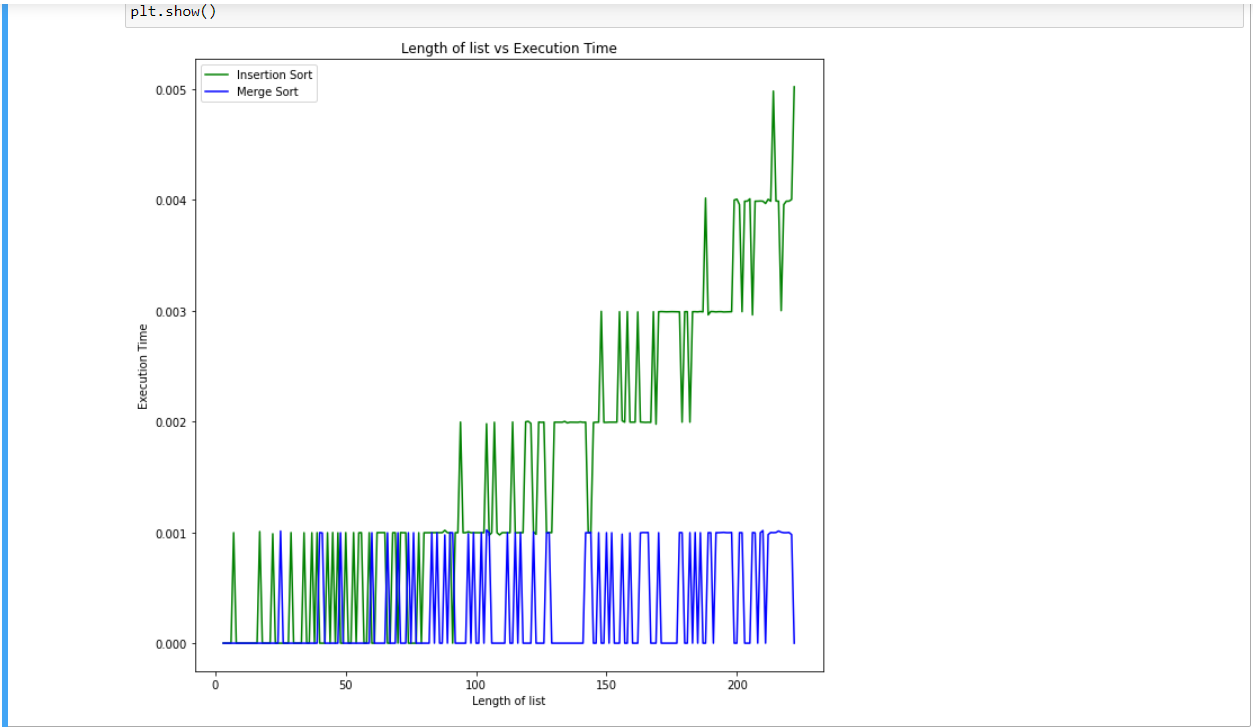 plt.show()
Length of list vs Execution Time
Insertion Sort
Merge Sort
0.005
0.004
0.003
0.002
0.001
0.000
Execution Time
0 50 100 150 200
Length of list